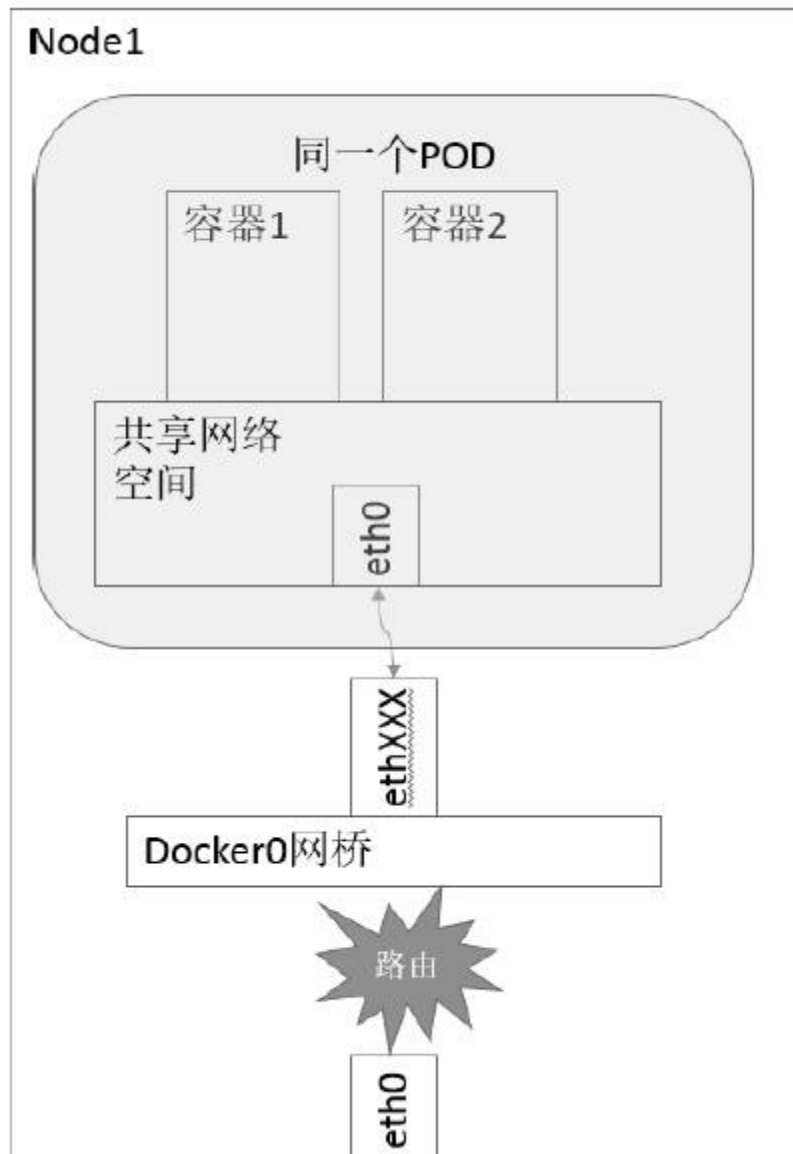 Node1
同一个POD
容器1
容器2
共享网络
空间
eth0
ethXXX
Docker0网桥
路由
eth0